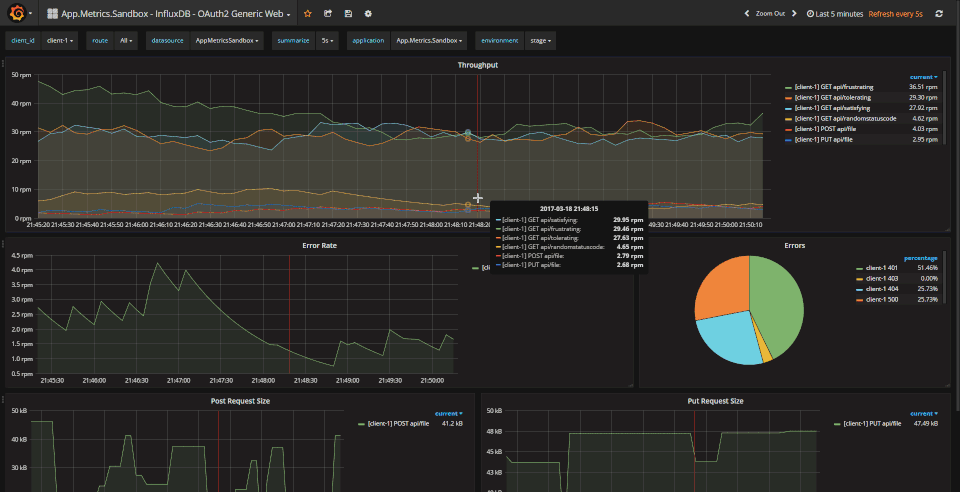 App.Metrics.Sandbox - InfluxDB - OAuth2 Generic Web
Zoom Out Last 5 minutes Refresh every 5s
client_id client-1 route All datasource AppMetricsSandbox summarize 5s application App.Metrics.Sandbox environment stage
Throughput
50 rpm
40 rpm
30 rpm
20 rpm
10 rpm
0 rpm
21:45:20 21:45:30 21:45:40 21:45:50 21:46:00 21:46:10 21:46:20 21:46:30 21:46:40 21:46:50 21:47:00 21:47:10 21:47:20 21:47:30 21:47:40 21:47:50 21:48:00 21:48:10 21:48:20 21:49:30 21:49:40 21:49:50 21:50:00 21:50:10
current
[client-1] GET api/frustrating 36.51 rpm
[client-1] GET api/tolerating 29.30 rpm
[client-1] GET api/satisfying 27.92 rpm
[client-1] GET api/randomstatuscode 4.62 rpm
[client-1] POST api/file 4.03 rpm
[client-1] PUT api/file 2.95 rpm
2017-03-18 21:48:15
[client-1] GET api/satisfying: 29.95 rpm
[client-1] GET api/frustrating: 29.46 rpm
[client-1] GET api/tolerating: 27.63 rpm
[client-1] GET api/randomstatuscode: 4.65 rpm
[client-1] POST api/file: 2.79 rpm
[client-1] PUT api/file: 2.68 rpm
Error Rate
4.5 rpm
4.0 rpm
3.5 rpm
3.0 rpm
2.5 rpm
2.0 rpm
1.5 rpm
1.0 rpm
0.5 rpm
21:45:30 21:46:00 21:46:30 21:47:00 21:47:30 21:48:00 21:48:30 21:49:00 21:49:30 21:50:00
Errors
percentage
client-1 401 51.46%
client-1 403 0.00%
client-1 404 25.73%
client-1 500 25.73%
Post Request Size
50 kB
40 kB
30 kB
current
[client-1] POST api/file 41.2 kB
Put Request Size
50 kB
48 kB
45 kB
43 kB
current
[client-1] PUT api/file 47.49 kB